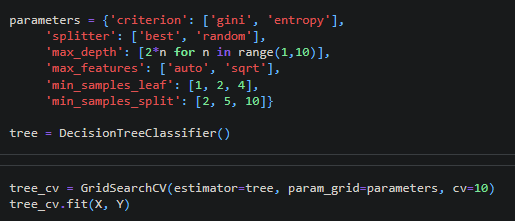 parameters = {'criterion': ['gini', 'entropy'],
     'splitter': ['best', 'random'],
     'max_depth': [2*n for n in range(1,10)],
     'max_features': ['auto', 'sqrt'],
     'min_samples_leaf': [1, 2, 4],
     'min_samples_split': [2, 5, 10]}
tree = DecisionTreeClassifier()
tree_cv = GridSearchCV(estimator=tree, param_grid=parameters, cv=10)
tree_cv.fit(X, Y)